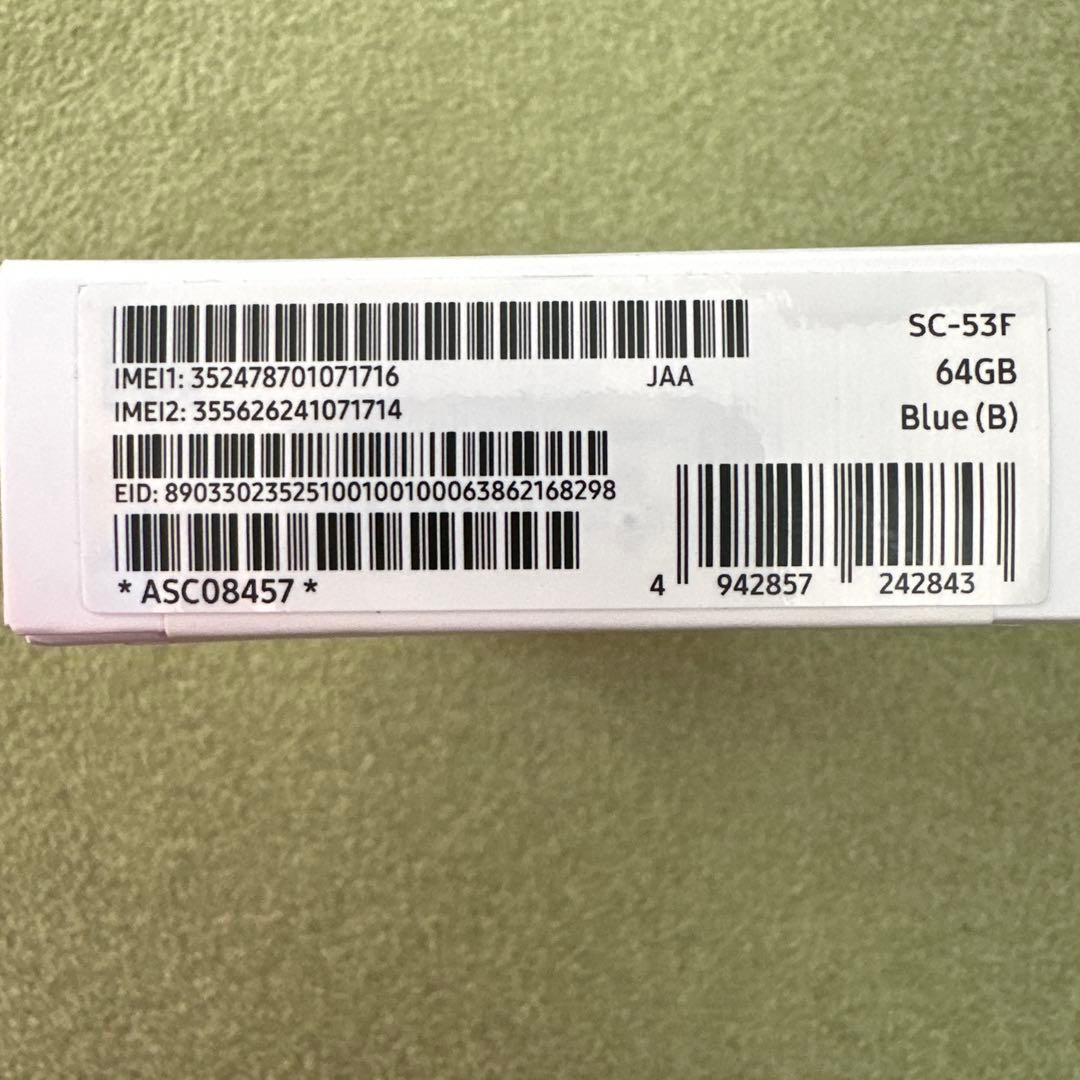 IMEI1: 352478701071716 JAA
IMEI2: 355626241071714
EID: 89033023525100100100063862168298
* ASC08457 *
SC-53F
64GB
Blue (B)
4 942857 242843